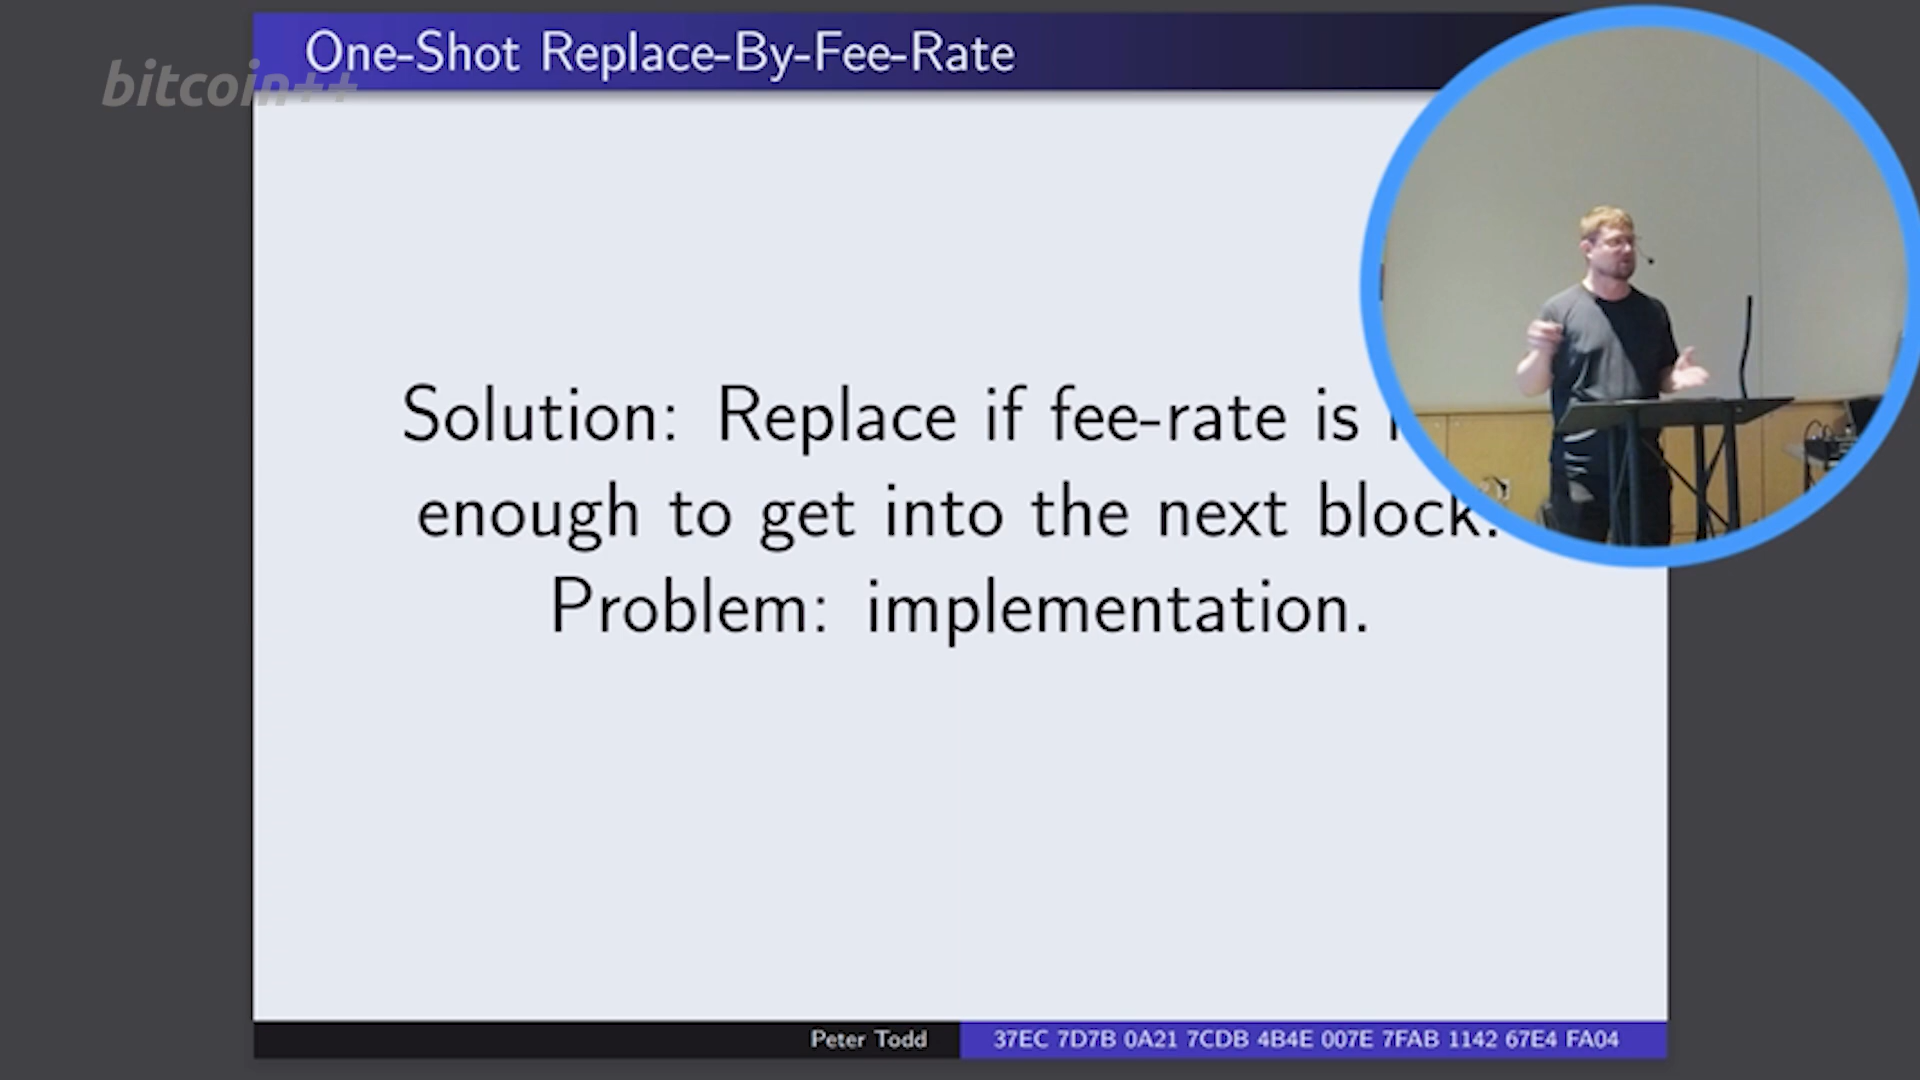 One-Shot Replace-By-Fee-Rate
bitcoin++
Solution: Replace if fee-rate is
enough to get into the next block.
Problem: implementation.
Peter Todd
37EC 7D7B 0A21 7CDB 4B4E 007E 7FAB 1142 67E4 FA04